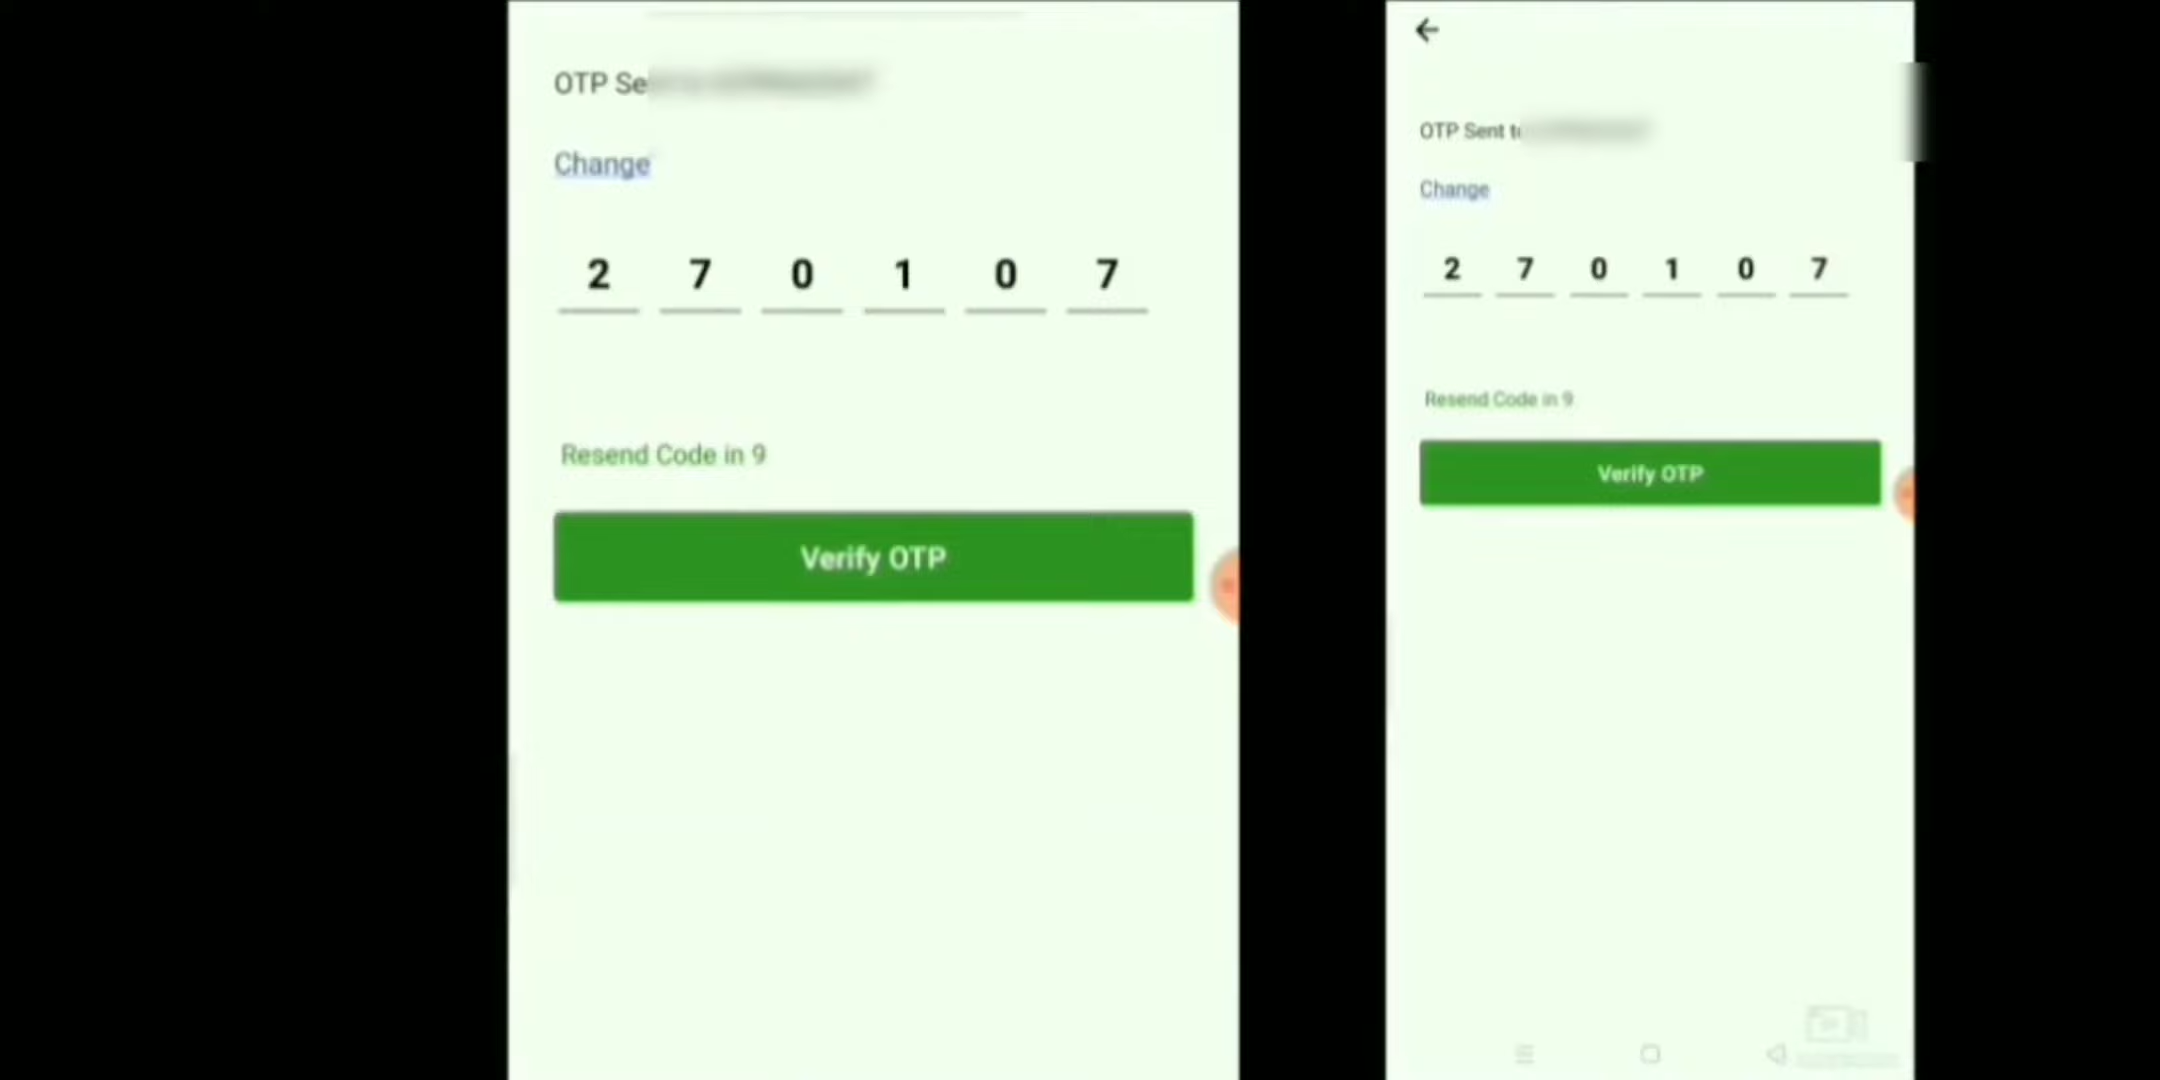 OTP Se
Change
2 7 0 1 0 7
Resend Code in 9
Verify OTP
OTP Sent to
Change
2 7 0 1 0 7
Resend Code in 9
Verify OTP